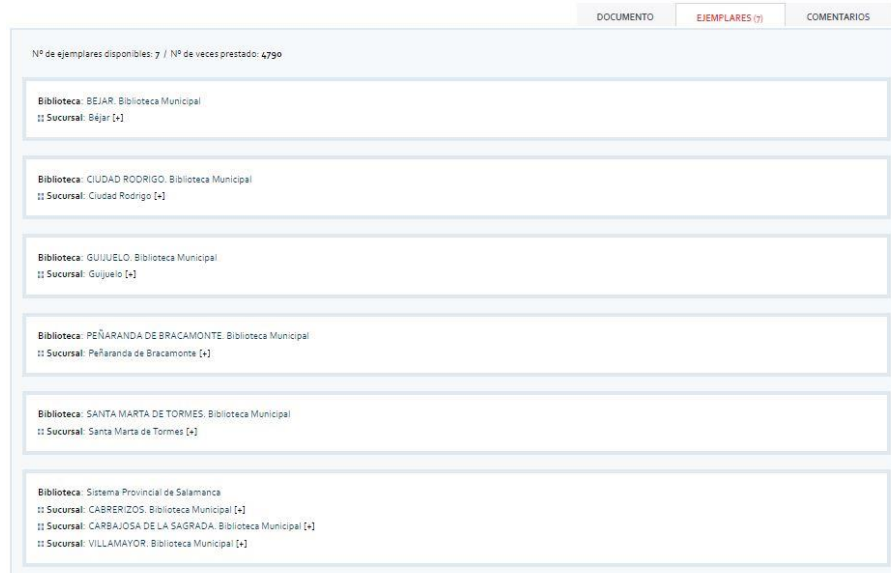 DOCUMENTO EJEMPLARES (7) COMENTARIOS
Nº de ejemplares disponibles: 7 / Nº de veces prestado: 4790
Biblioteca: BEJAR. Biblioteca Municipal
Sucursal: Béjar [+]
Biblioteca: CIUDAD RODRIGO. Biblioteca Municipal
Sucursal: Ciudad Rodrigo [+]
Biblioteca: GUIJUELO. Biblioteca Municipal
Sucursal: Guijuelo [+]
Biblioteca: PEÑARANDA DE BRACAMONTE. Biblioteca Municipal
Sucursal: Peñaranda de Bracamonte [+]
Biblioteca: SANTA MARTA DE TORMES. Biblioteca Municipal
Sucursal: Santa Marta de Tormes [+]
Biblioteca: Sistema Provincial de Salamanca
Sucursal: CABRERIZOS. Biblioteca Municipal [+]
Sucursal: CARBAJOSA DE LA SAGRADA. Biblioteca Municipal [+]
Sucursal: VILLAMAYOR. Biblioteca Municipal [+]